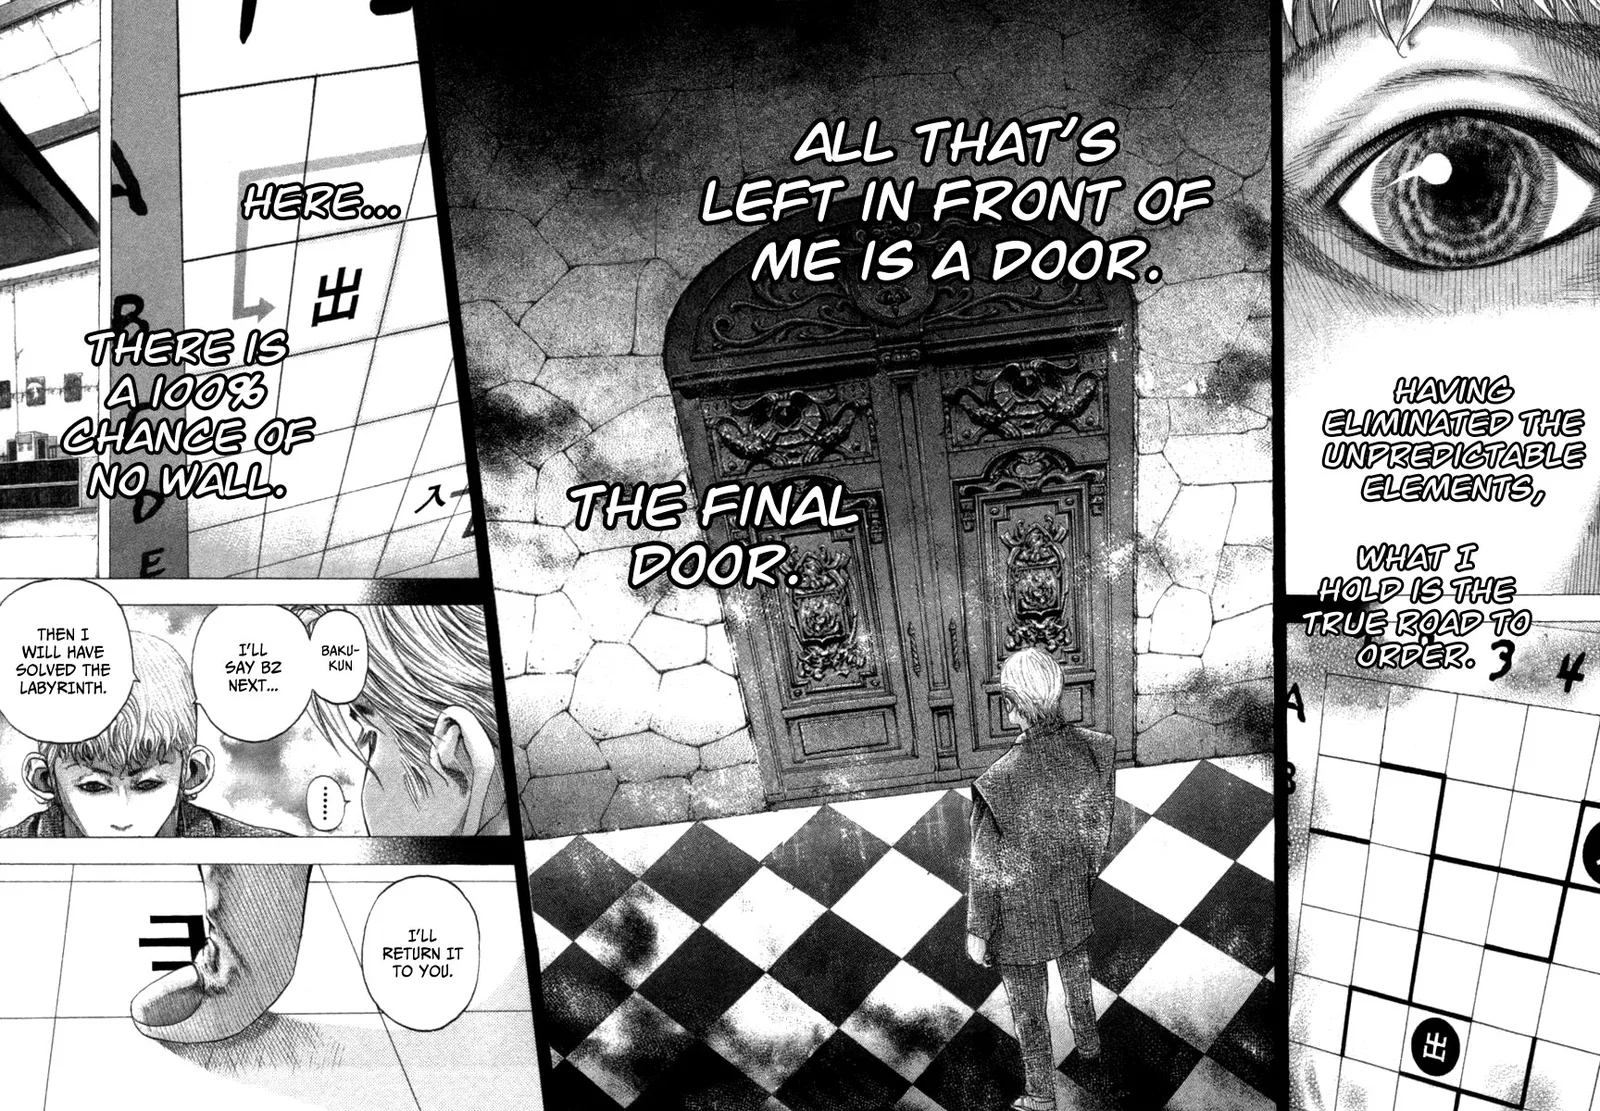 HAVING
ELIMINATED THE
UNPREDICTABLE
ELEMENTS,
WHAT I
HOLD IS THE
TRUE ROAD TO
ORDER.
3 4
A
B
出
ALL THAT'S
LEFT IN FRONT OF
ME IS A DOOR.
THE FINAL
DOOR.
HERE...
出
THERE IS
A 100%
CHANCE OF
NO WALL.
A
B
D
E
入
BAKU-
KUN
I'LL
SAY B2
NEXT...
THEN I
WILL HAVE
SOLVED THE
LABYRINTH.
I'LL
RETURN IT
TO YOU.